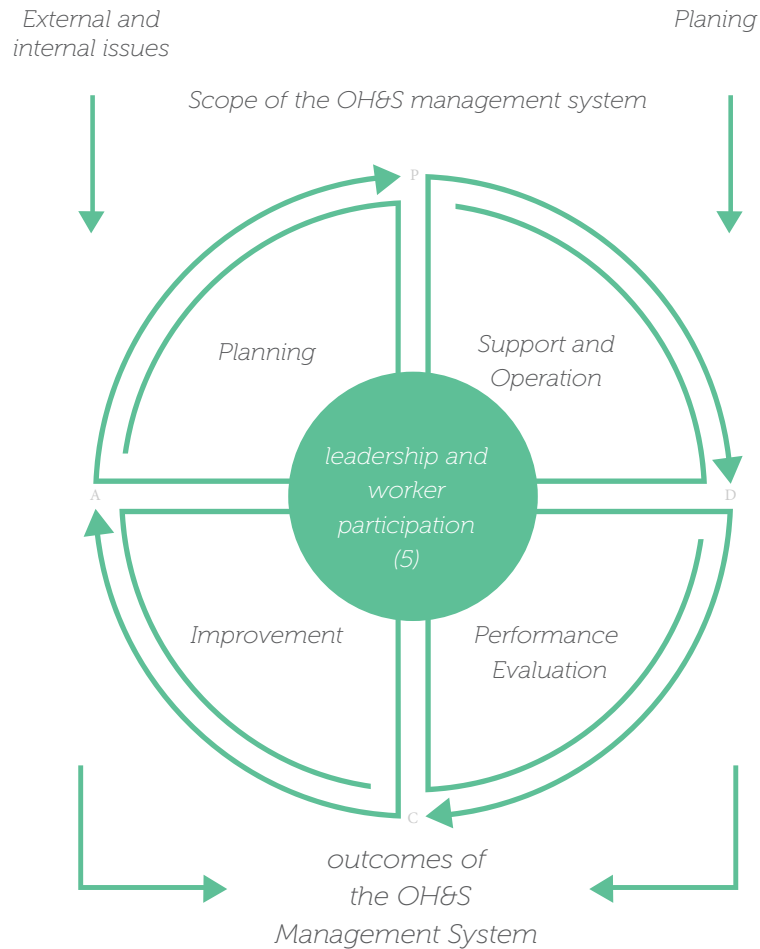 External and
internal issues
Planing
Scope of the OH&S management system
P
Planning
Support and
Operation
leadership and
worker
participation
(5)
A
D
Improvement
Performance
Evaluation
C
outcomes of
the OH&S
Management System